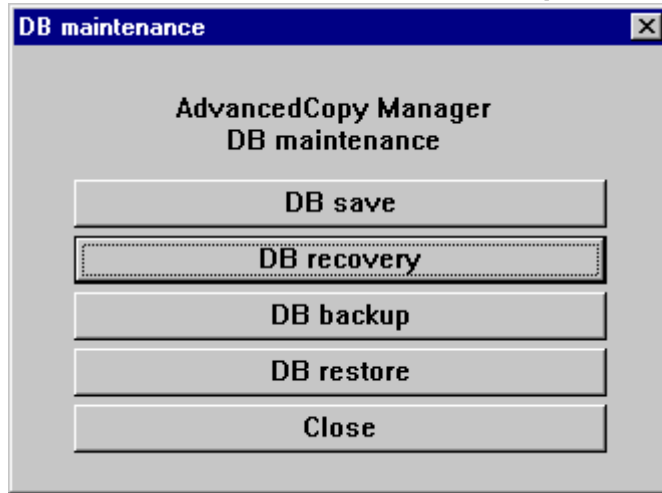 DB maintenance
AdvancedCopy Manager
DB maintenance
DB save
DB recovery
DB backup
DB restore
Close